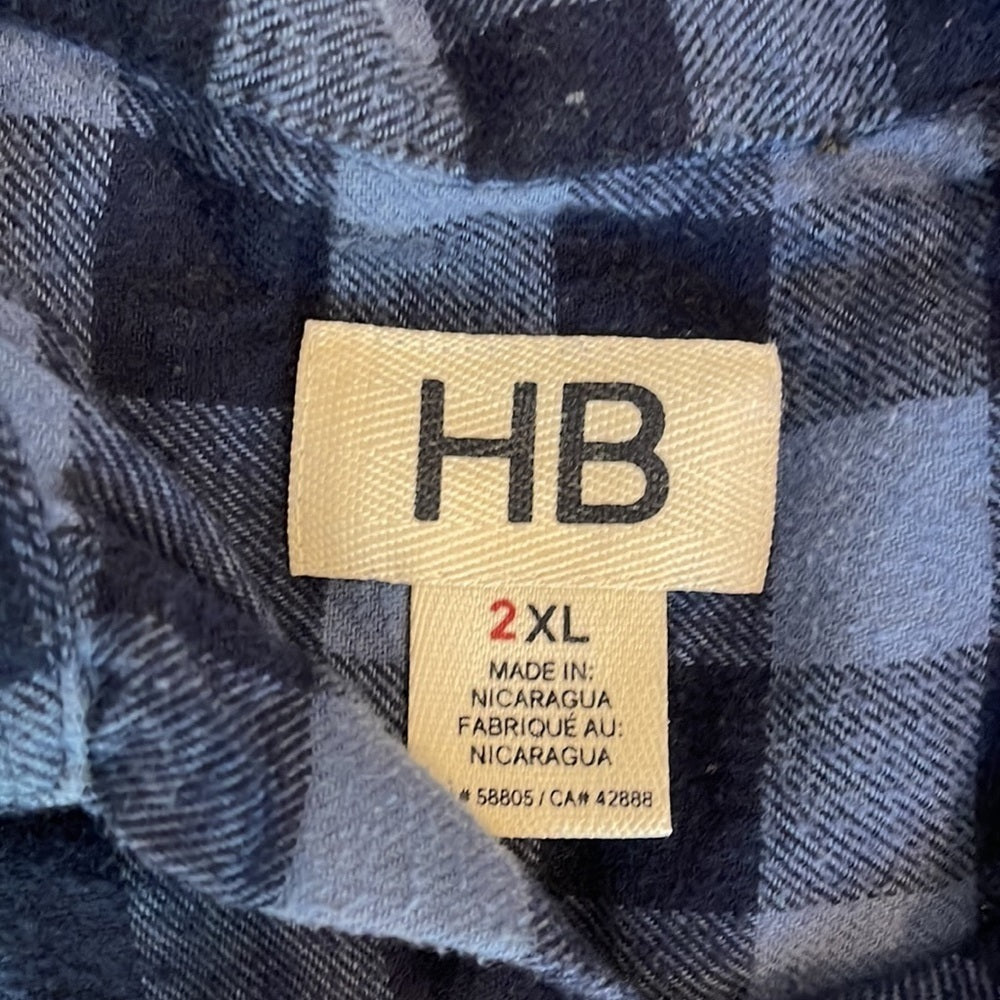 HB
2XL
MADE IN:
NICARAGUA
FABRIQUÉ AU:
NICARAGUA
# 58805 / CA# 42888